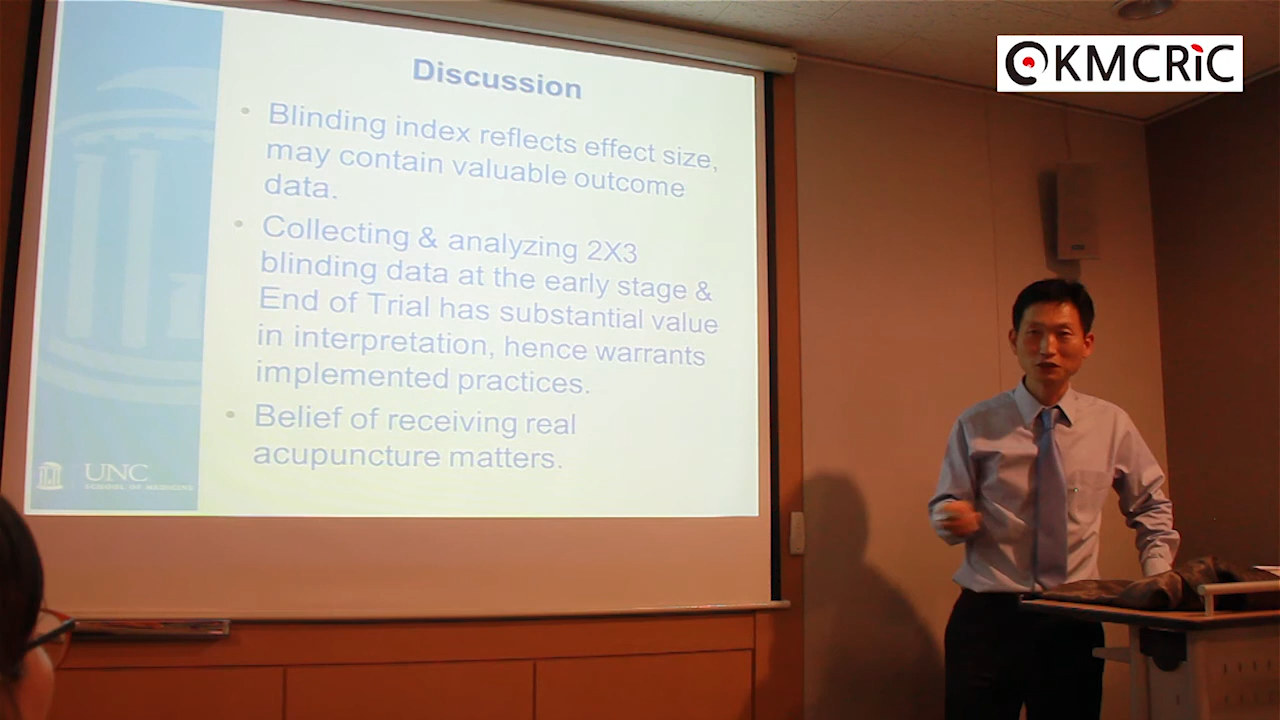 KMCRiC
Discussion
Blinding index reflects effect size,
may contain valuable outcome
data.
Collecting & analyzing 2X3
blinding data at the early stage &
End of Trial has substantial value
in interpretation, hence warrants
implemented practices.
Belief of receiving real
acupuncture matters.
UNC
SCHOOL OF MEDICINE